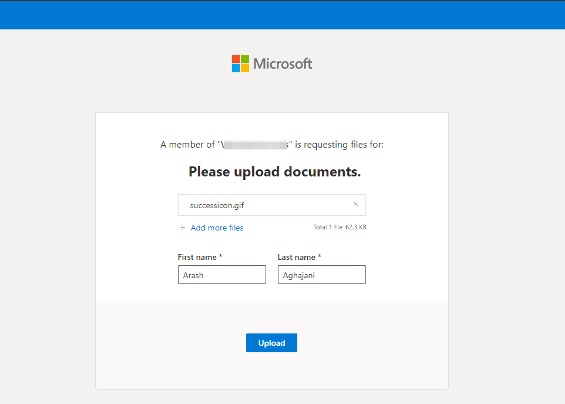 Microsoft
A member of "\ s" is requesting files for:
Please upload documents.
successicon.gif ×
+ Add more files Total 1 file 62.3 KB
First name * Last name *
Arash Aghajani
Upload